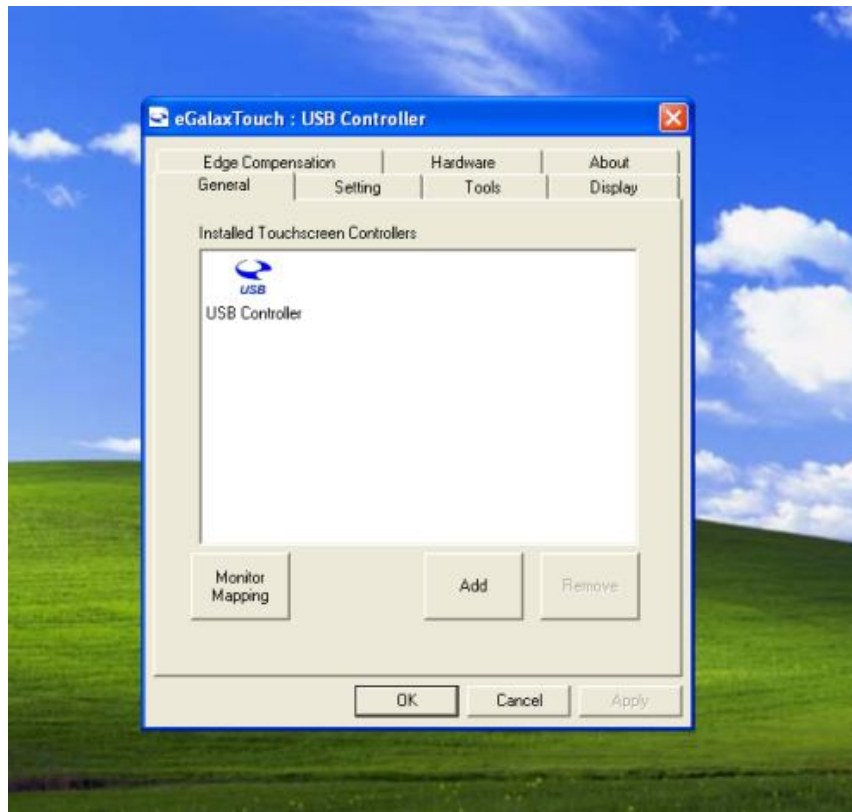 eGalaxTouch : USB Controller
Edge Compensation Hardware About
General Setting Tools Display
Installed Touchscreen Controllers
USB
USB Controller
Monitor
Mapping
Add
Remove
OK Cancel Apply